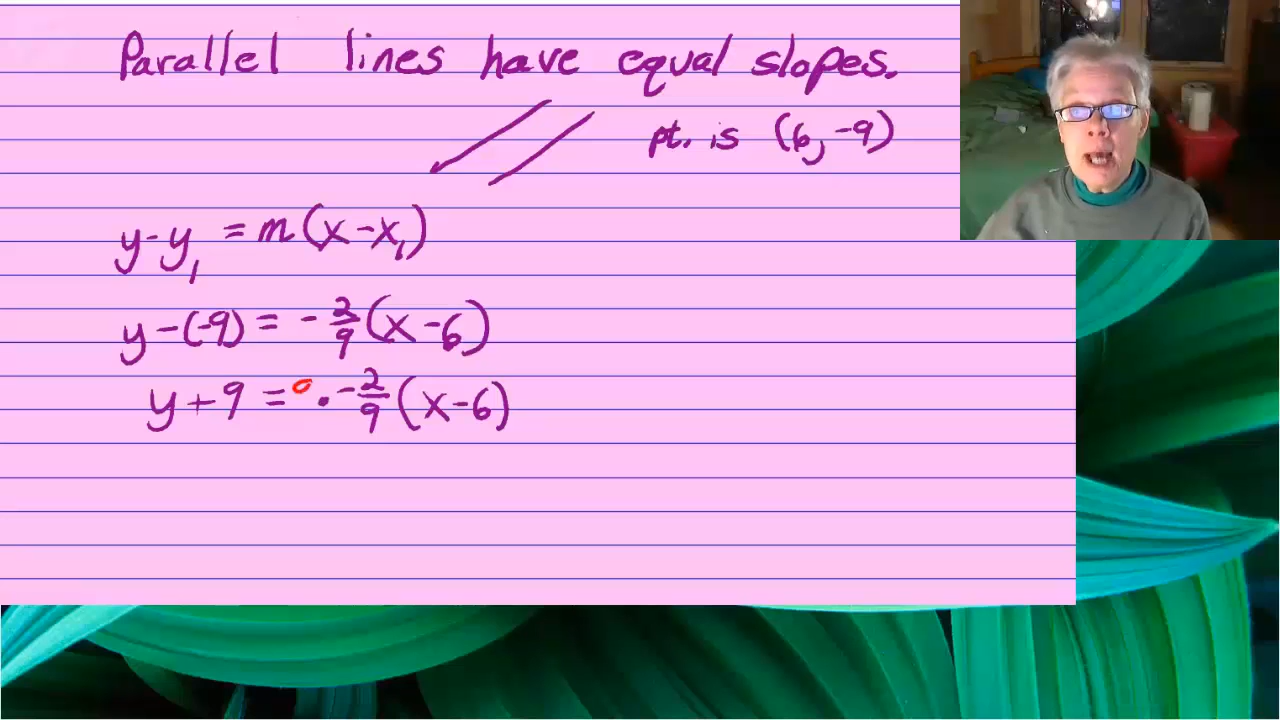 Parallel lines have equal slopes.
pt. is (6, -9)
y-y₁ = m(x-x₁)
y-(-9) = -2/9(x-6)
y+9 = · -2/9(x-6)